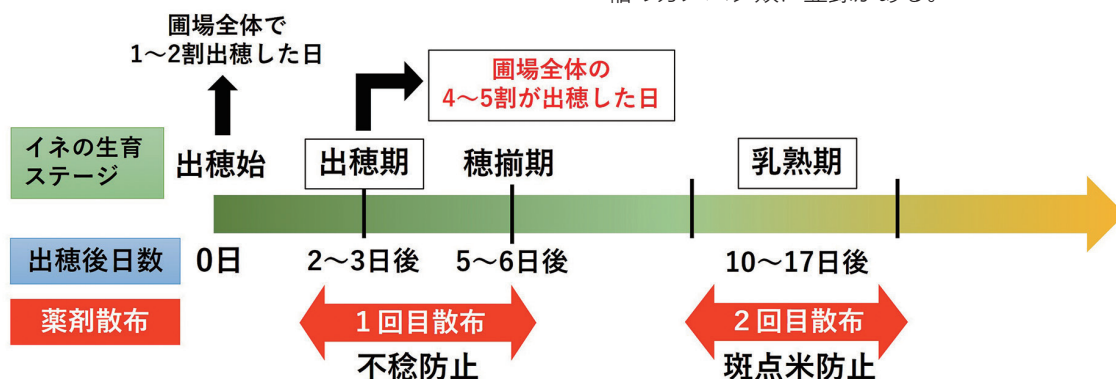 圃場全体で
1～2割出穂した日
圃場全体の
4～5割が出穂した日
イネの生育
ステージ
出穂始
出穂期
穂揃期
乳熟期
出穂後日数
0日
2～3日後
5～6日後
10～17日後
薬剤散布
1回目散布
2回目散布
不稔防止
斑点米防止